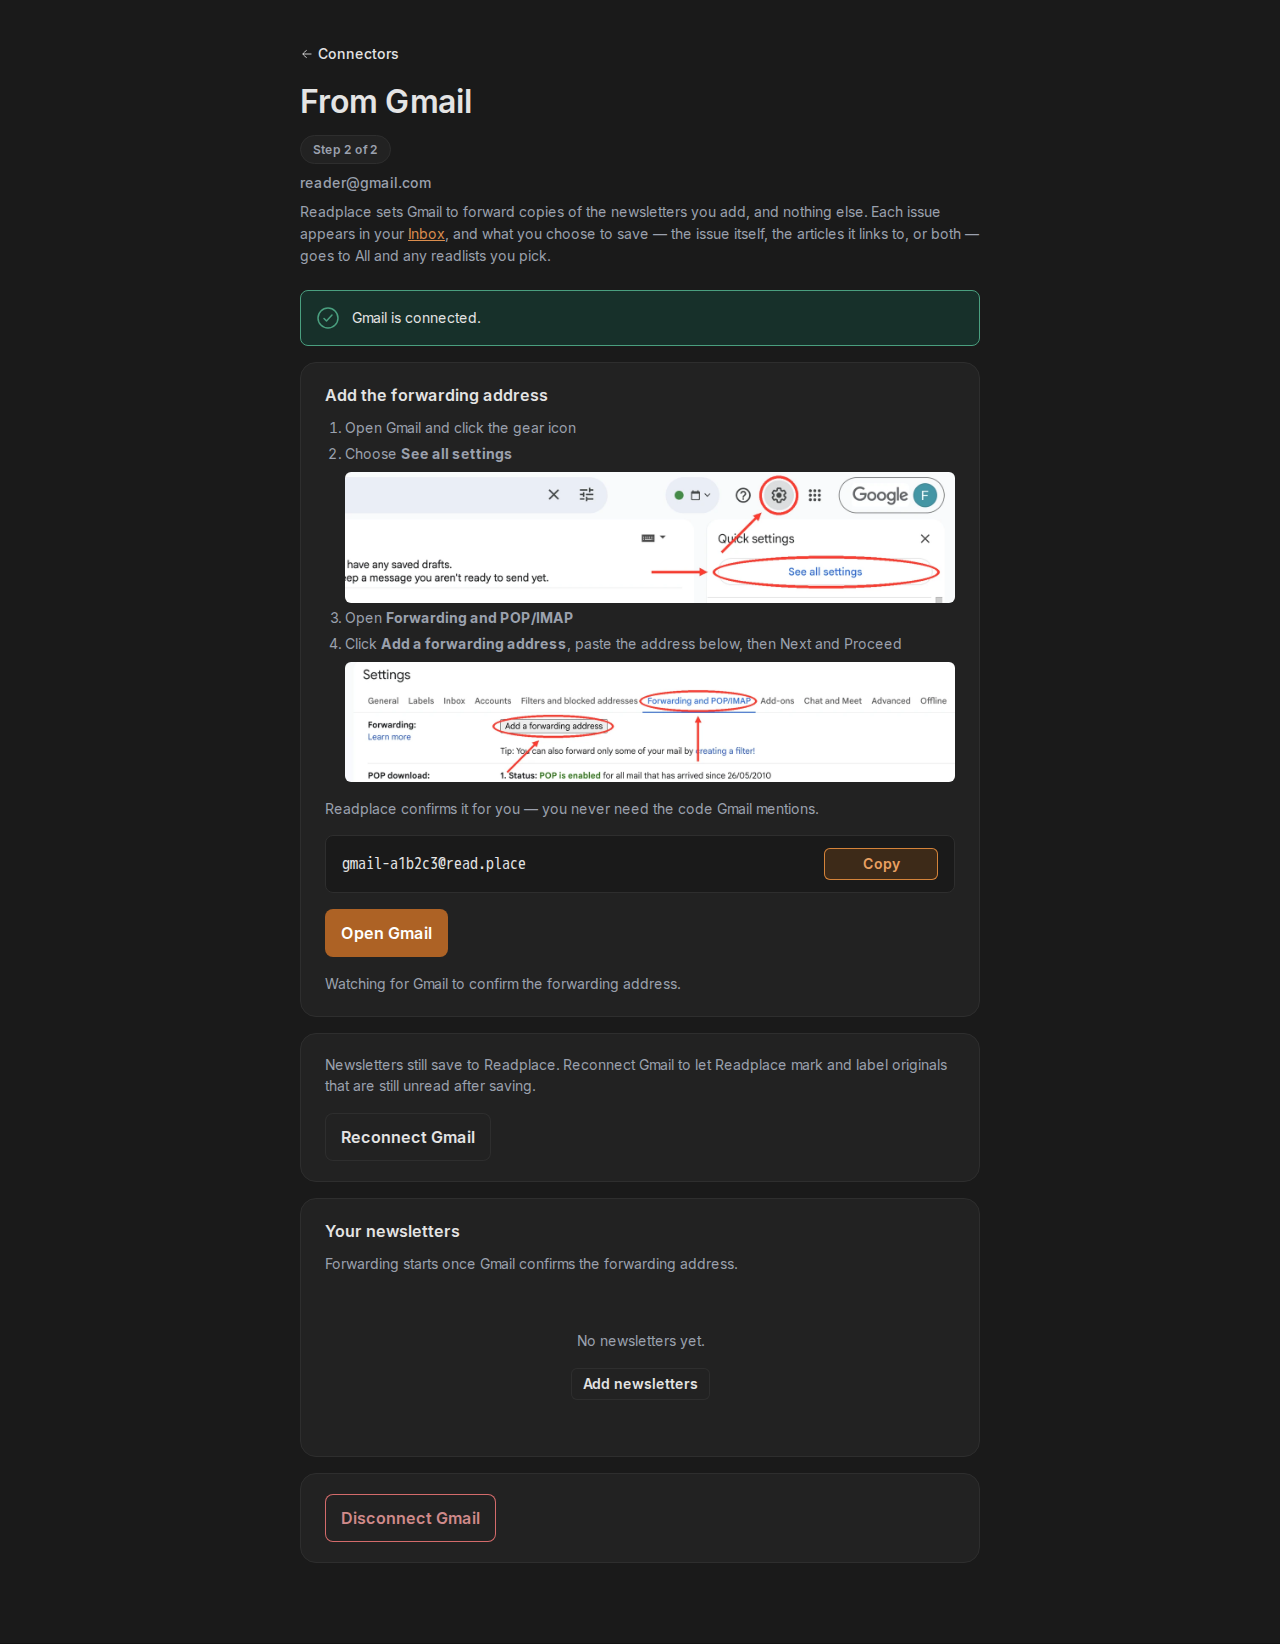 ← Connectors
From Gmail
Step 2 of 2
reader@gmail.com
Readplace sets Gmail to forward copies of the newsletters you add, and nothing else. Each issue
appears in your Inbox, and what you choose to save — the issue itself, the articles it links to, or both —
goes to All and any readlists you pick.
Gmail is connected.
Add the forwarding address
1. Open Gmail and click the gear icon
2. Choose See all settings
Google F
Quick settings
have any saved drafts.
eep a message you aren't ready to send yet.
See all settings
3. Open Forwarding and POP/IMAP
4. Click Add a forwarding address, paste the address below, then Next and Proceed
Settings
General Labels Inbox Accounts Filters and blocked addresses Forwarding and POP/IMAP Add-ons Chat and Meet Advanced Offline
Forwarding: Add a forwarding address
Learn more
Tip: You can also forward only some of your mail by creating a filter!
POP download: 1. Status: POP is enabled for all mail that has arrived since 26/05/2010
Readplace confirms it for you — you never need the code Gmail mentions.
gmail-a1b2c3@read.place Copy
Open Gmail
Watching for Gmail to confirm the forwarding address.
Newsletters still save to Readplace. Reconnect Gmail to let Readplace mark and label originals
that are still unread after saving.
Reconnect Gmail
Your newsletters
Forwarding starts once Gmail confirms the forwarding address.
No newsletters yet.
Add newsletters
Disconnect Gmail